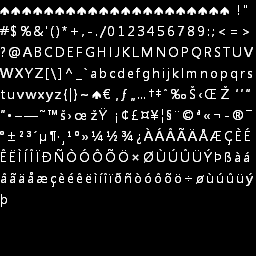 ♠♠♠♠♠♠♠♠♠♠♠♠♠♠♠♠♠♠♠♠ !"
#$%&'()*+,-./0123456789:;<=>
?@ABCDEFGHIJKLMNOPQRSTUV
WXYZ[\]^_`abcdefghijklmnopqrs
tuvwxyz{|}~♠€‚ƒ„…†‡ˆ‰Š‹ŒŽ‘’“
”•–—˜™š›œžŸ ¡¢£¤¥¦§¨©ª«¬-®¯
°±²³´µ¶·¸¹º»¼½¾¿ÀÁÂÃÄÅÆÇÈÉ
ÊËÌÍÎÏÐÑÒÓÔÕÖ×ØÙÚÛÜÝÞßàá
âãäåæçèéêëìíîïðñòóôõö÷øùúûüý
þ